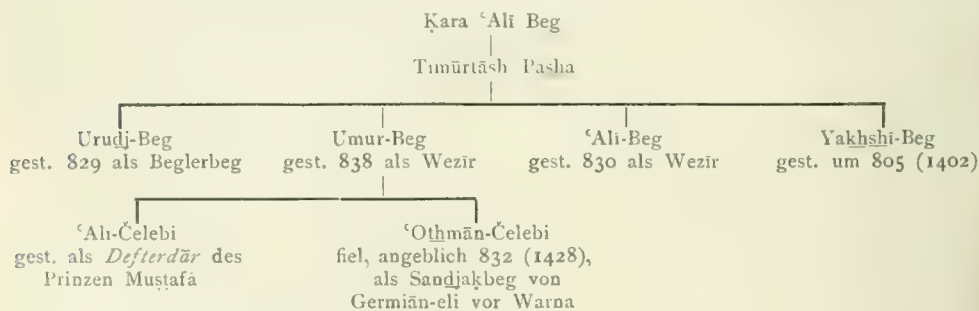 Ḳara ʿAlī Beg
Tīmūrtāsh Pasha
Urudj-Beg
gest. 829 als Beglerbeg
Umur-Beg
gest. 838 als Wezīr
ʿAlī-Beg
gest. 830 als Wezīr
Yakhshī-Beg
gest. um 805 (1402)
ʿAlī-Čelebi
gest. als Defterdār des
Prinzen Muṣṭafā
ʿOthmān-Čelebi
fiel, angeblich 832 (1428),
als Sandjaḳbeg von
Germiān-eli vor Warna